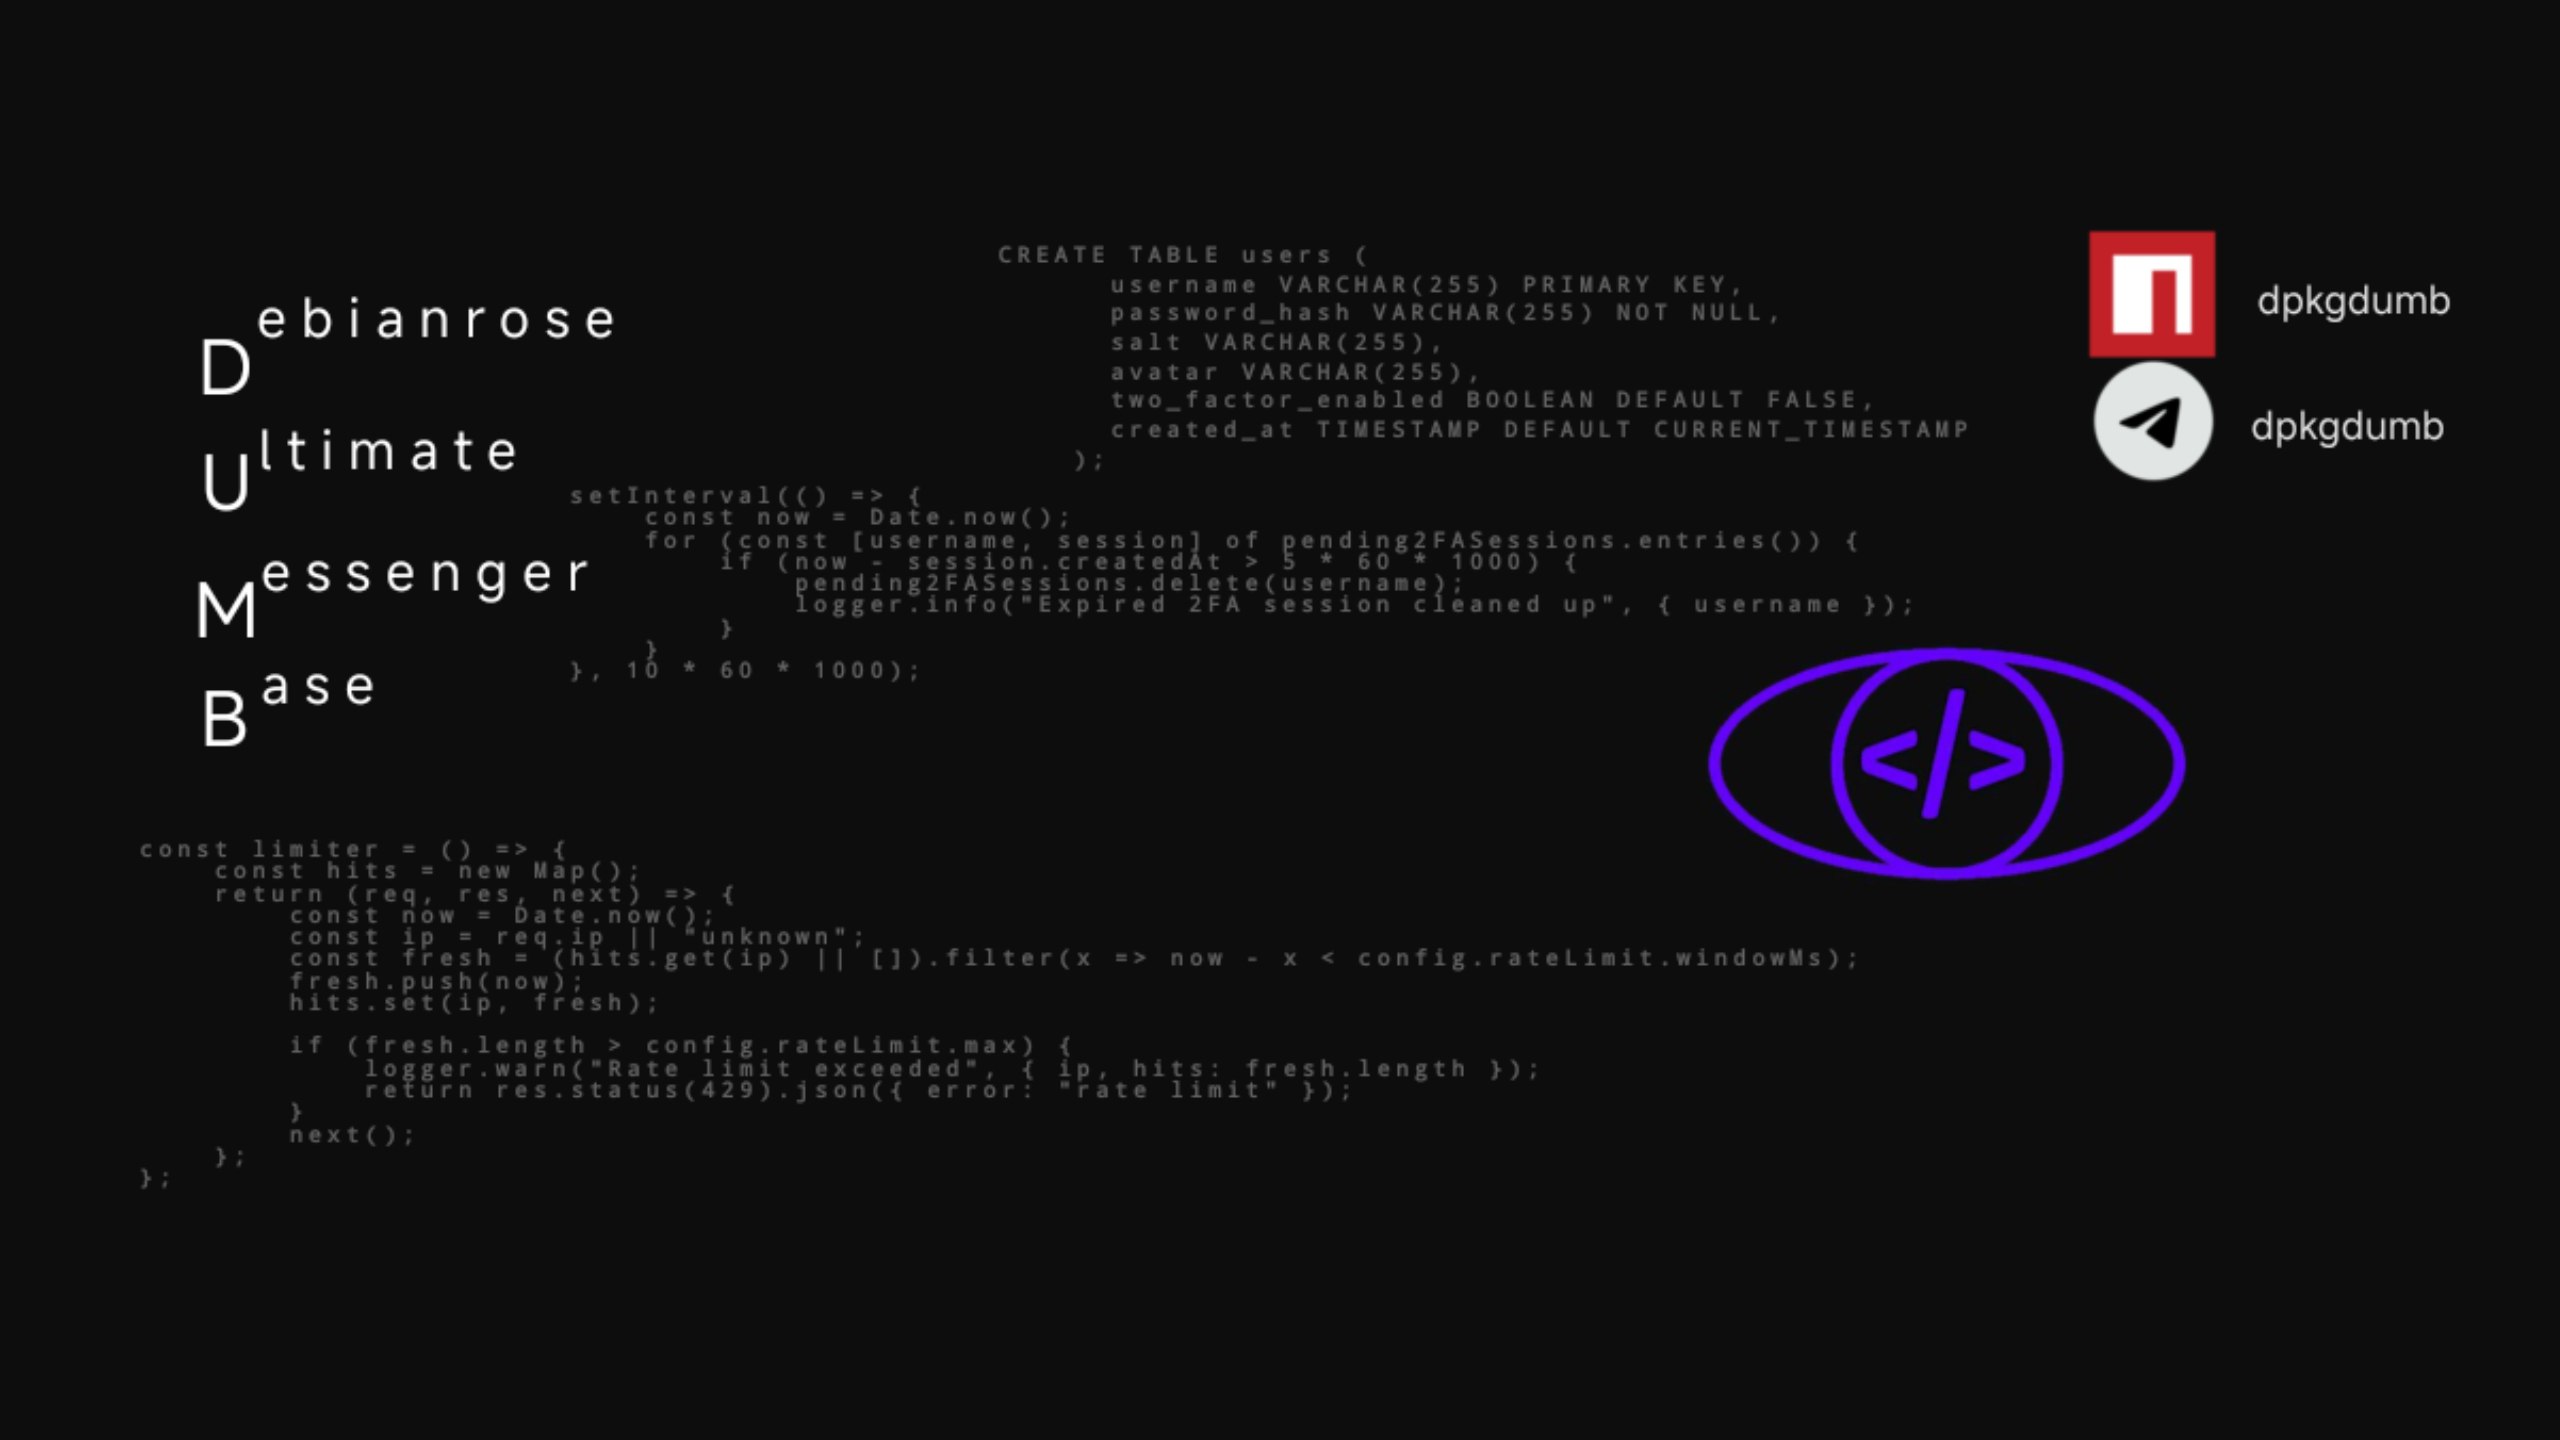 Debianrose
Ultimate
Messenger
Base
CREATE TABLE users (
username VARCHAR(255) PRIMARY KEY,
password_hash VARCHAR(255) NOT NULL,
salt VARCHAR(255),
avatar VARCHAR(255),
two_factor_enabled BOOLEAN DEFAULT FALSE,
created_at TIMESTAMP DEFAULT CURRENT_TIMESTAMP
);
dpkgdumb
dpkgdumb
setInterval(() => {
const now = Date.now();
for (const [username, session] of pending2FASessions.entries()) {
if (now - session.createdAt > 5 * 60 * 1000) {
pending2FASessions.delete(username);
logger.info("Expired 2FA session cleaned up", { username });
}
}
}, 10 * 60 * 1000);
</>
const limiter = () => {
const hits = new Map();
return (req, res, next) => {
const now = Date.now();
const ip = req.ip || "unknown";
const fresh = (hits.get(ip) || []).filter(x => now - x < config.rateLimit.windowMs);
fresh.push(now);
hits.set(ip, fresh);
if (fresh.length > config.rateLimit.max) {
logger.warn("Rate limit exceeded", { ip, hits: fresh.length });
return res.status(429).json({ error: "rate limit" });
}
next();
};
};